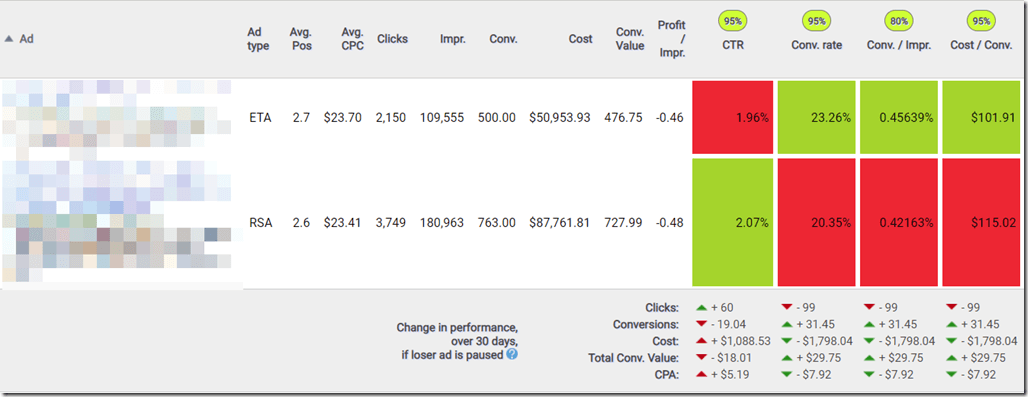 Ad Ad type Avg. Pos Avg. CPC Clicks Impr. Conv. Cost Conv. Value Profit / Impr. 95% CTR 95% Conv. rate 80% Conv. / Impr. 95% Cost / Conv.
ETA 2.7 $23.70 2,150 109,555 500.00 $50,953.93 476.75 -0.46 1.96% 23.26% 0.45639% $101.91
RSA 2.6 $23.41 3,749 180,963 763.00 $87,761.81 727.99 -0.48 2.07% 20.35% 0.42163% $115.02
Change in performance,
over 30 days,
if loser ad is paused ?
Clicks: + 60 - 99 - 99 - 99
Conversions: - 19.04 + 31.45 + 31.45 + 31.45
Cost: + $1,088.53 - $1,798.04 - $1,798.04 - $1,798.04
Total Conv. Value: - $18.01 + $29.75 + $29.75 + $29.75
CPA: + $5.19 - $7.92 - $7.92 - $7.92